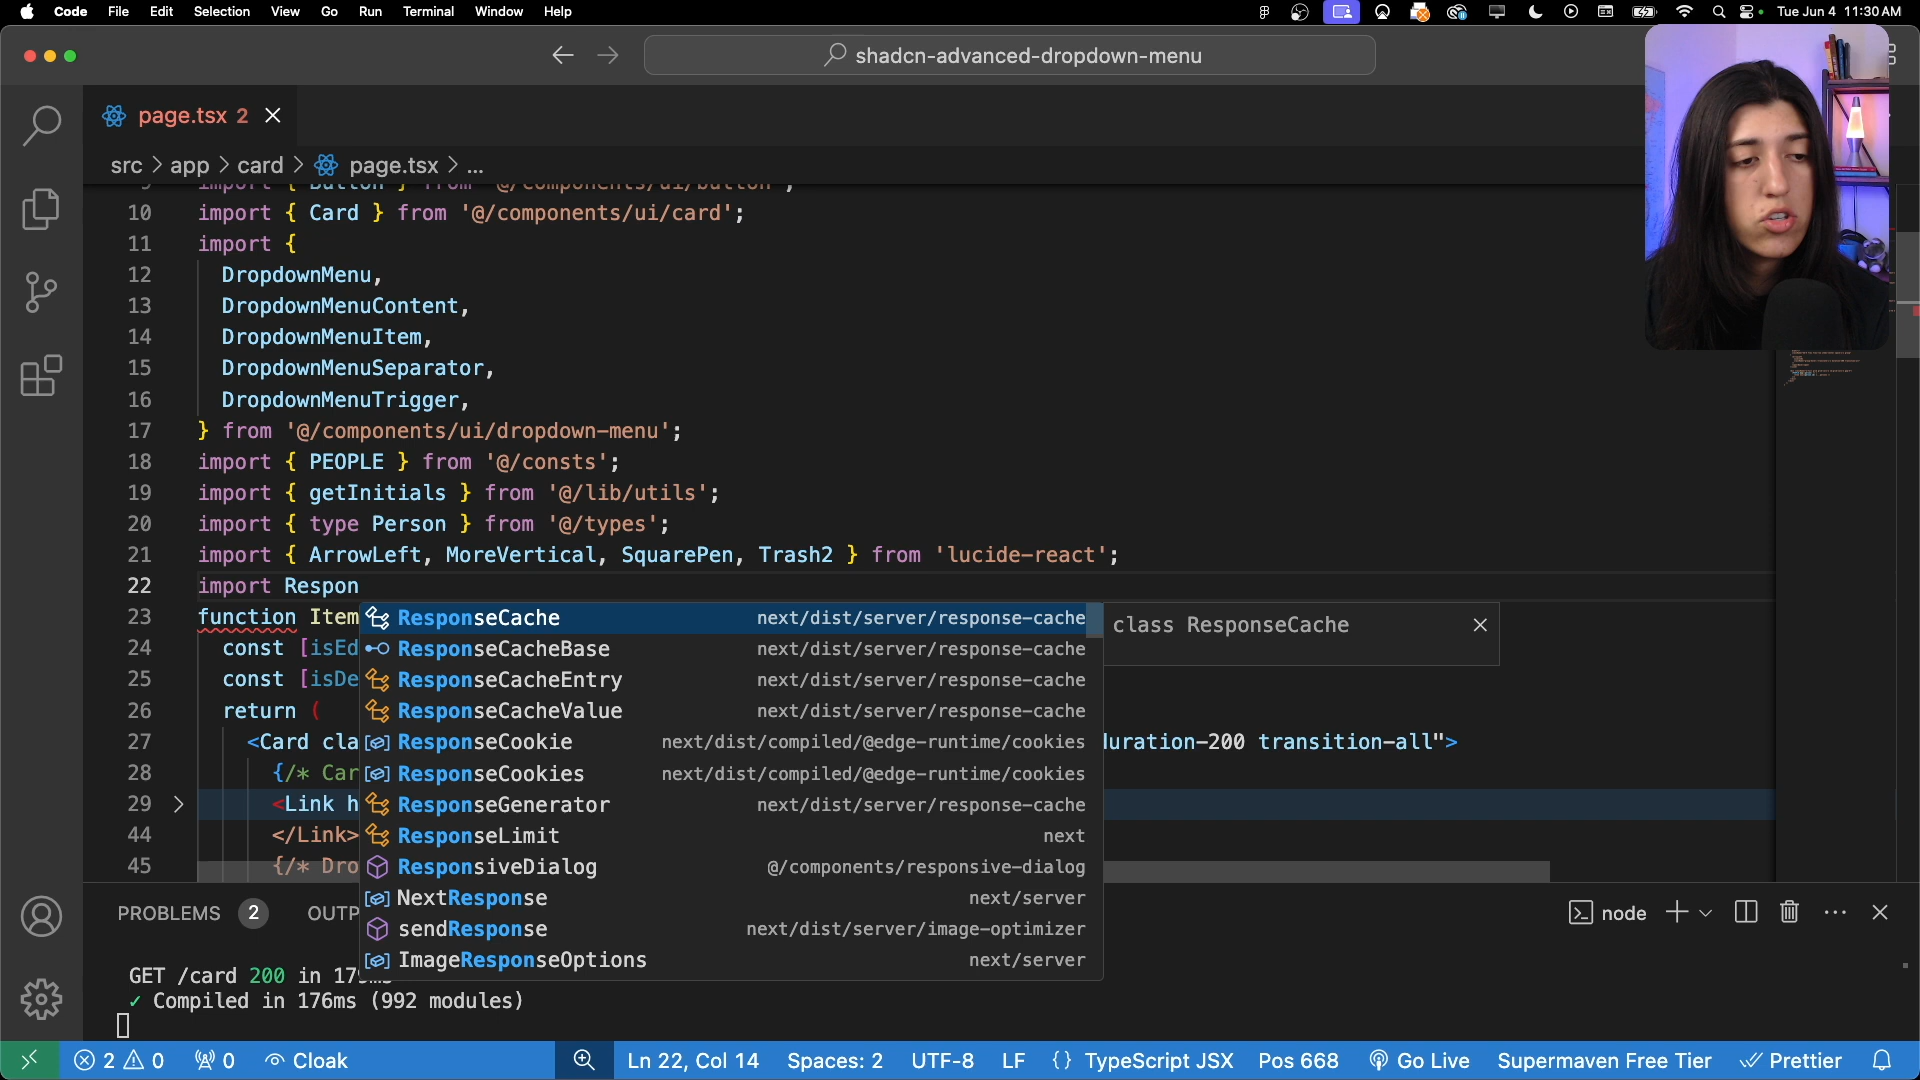 Code File Edit Selection View Go Run Terminal Window Help Tue Jun 4 11:30 AM
shadcn-advanced-dropdown-menu
page.tsx 2
src > app > card > page.tsx > ...
9 import { Button } from '@/components/ui/button';
10 import { Card } from '@/components/ui/card';
11 import {
12 DropdownMenu,
13 DropdownMenuContent,
14 DropdownMenuItem,
15 DropdownMenuSeparator,
16 DropdownMenuTrigger,
17 } from '@/components/ui/dropdown-menu';
18 import { PEOPLE } from '@/consts';
19 import { getInitials } from '@/lib/utils';
20 import { type Person } from '@/types';
21 import { ArrowLeft, MoreVertical, SquarePen, Trash2 } from 'lucide-react';
22 import Respon
23 function Item
24 const [isEd
25 const [isDe
26 return (
27 <Card cla uration-200 transition-all">
28 {/* Car
29 <Link h
44 </Link>
45 {/* Dro
ResponseCache next/dist/server/response-cache
class ResponseCache
ResponseCacheBase next/dist/server/response-cache
ResponseCacheEntry next/dist/server/response-cache
ResponseCacheValue next/dist/server/response-cache
ResponseCookie next/dist/compiled/@edge-runtime/cookies
ResponseCookies next/dist/compiled/@edge-runtime/cookies
ResponseGenerator next/dist/server/response-cache
ResponseLimit next
ResponsiveDialog @/components/responsive-dialog
NextResponse next/server
sendResponse next/dist/server/image-optimizer
ImageResponseOptions next/server
PROBLEMS 2 OUTP node
GET /card 200 in 179ms
✓ Compiled in 176ms (992 modules)
2 0 0 Cloak Ln 22, Col 14 Spaces: 2 UTF-8 LF {} TypeScript JSX Pos 668 Go Live Supermaven Free Tier Prettier